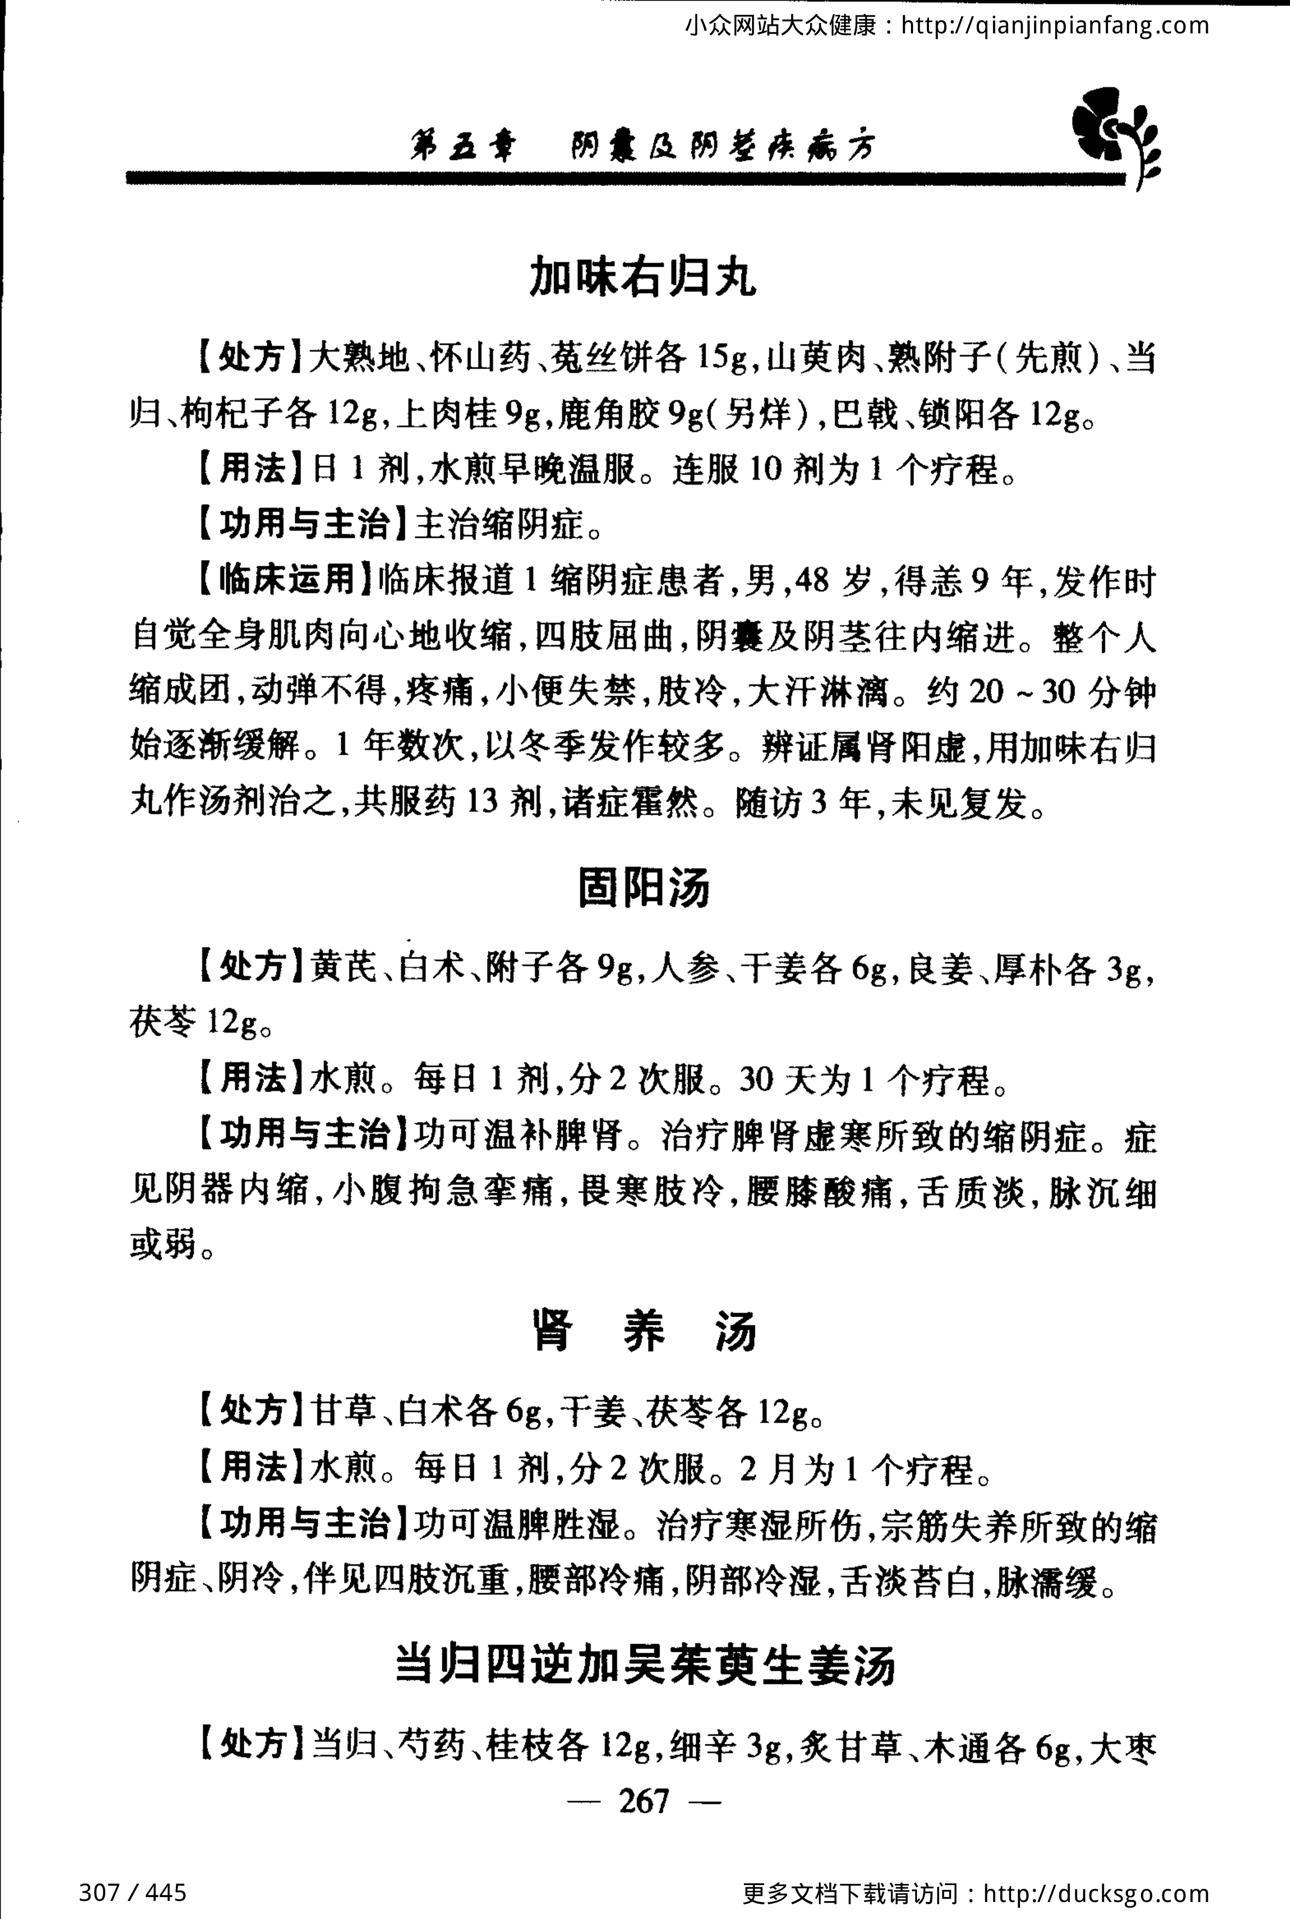 小众网站大众健康：http://qianjinpianfang.com
第五章 阴囊及阴茎疾病方
加味右归丸
【处方】大熟地、怀山药、菟丝饼各 15g,山萸肉、熟附子(先煎)、当
归、枸杞子各 12g,上肉桂 9g,鹿角胶 9g(另烊),巴戟、锁阳各 12g。
【用法】日 1 剂,水煎早晚温服。连服 10 剂为 1 个疗程。
【功用与主治】主治缩阴症。
【临床运用】临床报道 1 缩阴症患者,男,48 岁,得恙 9 年,发作时
自觉全身肌肉向心地收缩,四肢屈曲,阴囊及阴茎往内缩进。整个人
缩成团,动弹不得,疼痛,小便失禁,肢冷,大汗淋漓。约 20 ~ 30 分钟
始逐渐缓解。1 年数次,以冬季发作较多。辨证属肾阳虚,用加味右归
丸作汤剂治之,共服药 13 剂,诸症霍然。随访 3 年,未见复发。
固阳汤
【处方】黄芪、白术、附子各 9g,人参、干姜各 6g,良姜、厚朴各 3g,
茯苓 12g。
【用法】水煎。每日 1 剂,分 2 次服。30 天为 1 个疗程。
【功用与主治】功可温补脾肾。治疗脾肾虚寒所致的缩阴症。症
见阴器内缩,小腹拘急挛痛,畏寒肢冷,腰膝酸痛,舌质淡,脉沉细
或弱。
肾 养 汤
【处方】甘草、白术各 6g,干姜、茯苓各 12g。
【用法】水煎。每日 1 剂,分 2 次服。2 月为 1 个疗程。
【功用与主治】功可温脾胜湿。治疗寒湿所伤,宗筋失养所致的缩
阴症、阴冷,伴见四肢沉重,腰部冷痛,阴部冷湿,舌淡苔白,脉濡缓。
当归四逆加吴茱萸生姜汤
【处方】当归、芍药、桂枝各 12g,细辛 3g,炙甘草、木通各 6g,大枣
— 267 —
307 / 445
更多文档下载请访问：http://ducksgo.com